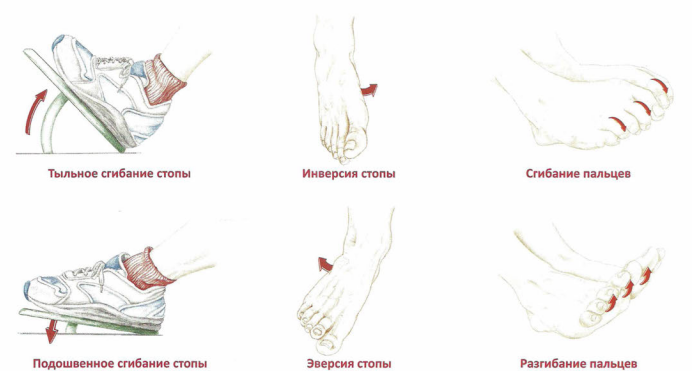 Тыльное сгибание стопы
Инверсия стопы
Сгибание пальцев
Подошвенное сгибание стопы
Эверсия стопы
Разгибание пальцев